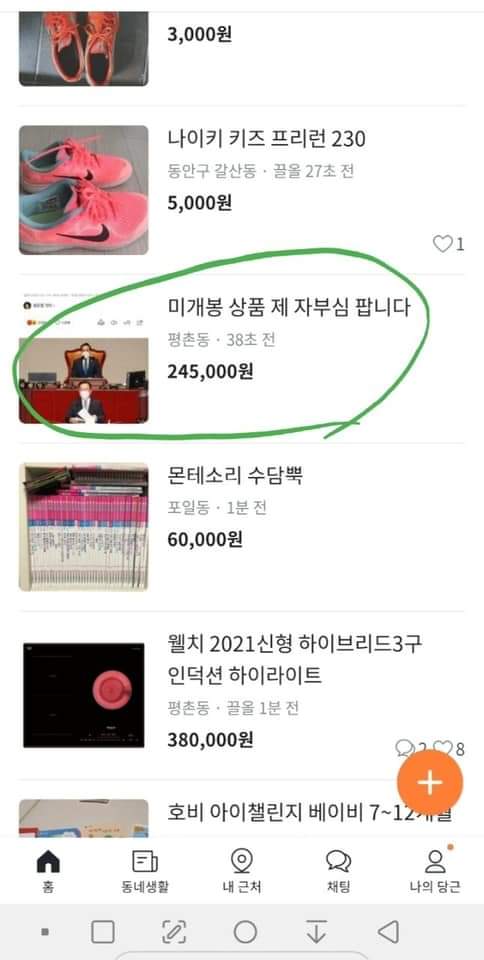 3,000원
나이키 키즈 프리런 230
동안구 갈산동 · 끌올 27초 전
5,000원
1
미개봉 상품 제 자부심 팝니다
평촌동 · 38초 전
245,000원
몬테소리 수담뿍
포일동 · 1분 전
60,000원
웰치 2021신형 하이브리드3구
인덕션 하이라이트
평촌동 · 끌올 1분 전
380,000원
2 8
호비 아이챌린지 베이비 7~12개월
홈
동네생활
내 근처
채팅
나의 당근